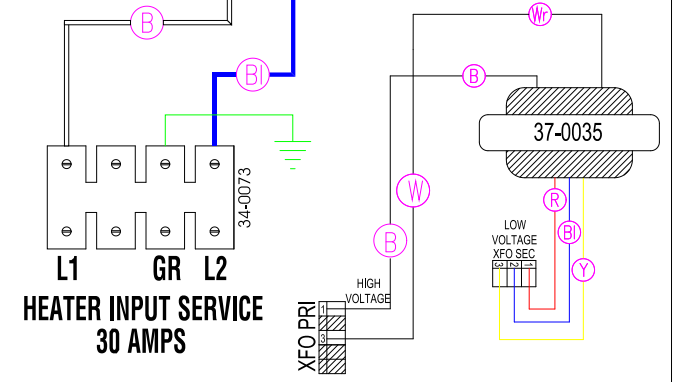 B
Bl
34-0073
L1
GR
L2
HEATER INPUT SERVICE
30 AMPS
Wr
B
37-0035
W
B
R
Bl
Y
LOW
VOLTAGE
XFO SEC
3
2
1
HIGH
VOLTAGE
XFO PRI
1
3